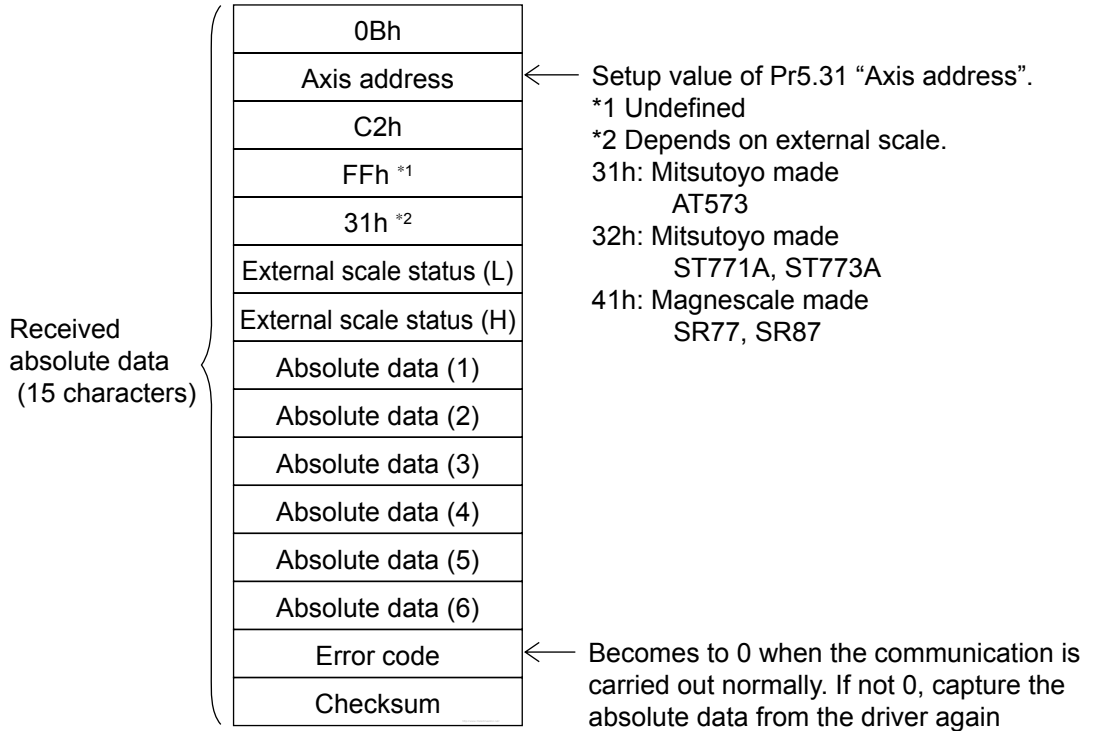 0Bh
Axis address
C2h
FFh *1
31h *2
External scale status (L)
External scale status (H)
Absolute data (1)
Absolute data (2)
Absolute data (3)
Absolute data (4)
Absolute data (5)
Absolute data (6)
Error code
Checksum
Received
absolute data
(15 characters)
Setup value of Pr5.31 “Axis address”.
*1 Undefined
*2 Depends on external scale.
31h: Mitsutoyo made
AT573
32h: Mitsutoyo made
ST771A, ST773A
41h: Magnescale made
SR77, SR87
Becomes to 0 when the communication is
carried out normally. If not 0, capture the
absolute data from the driver again